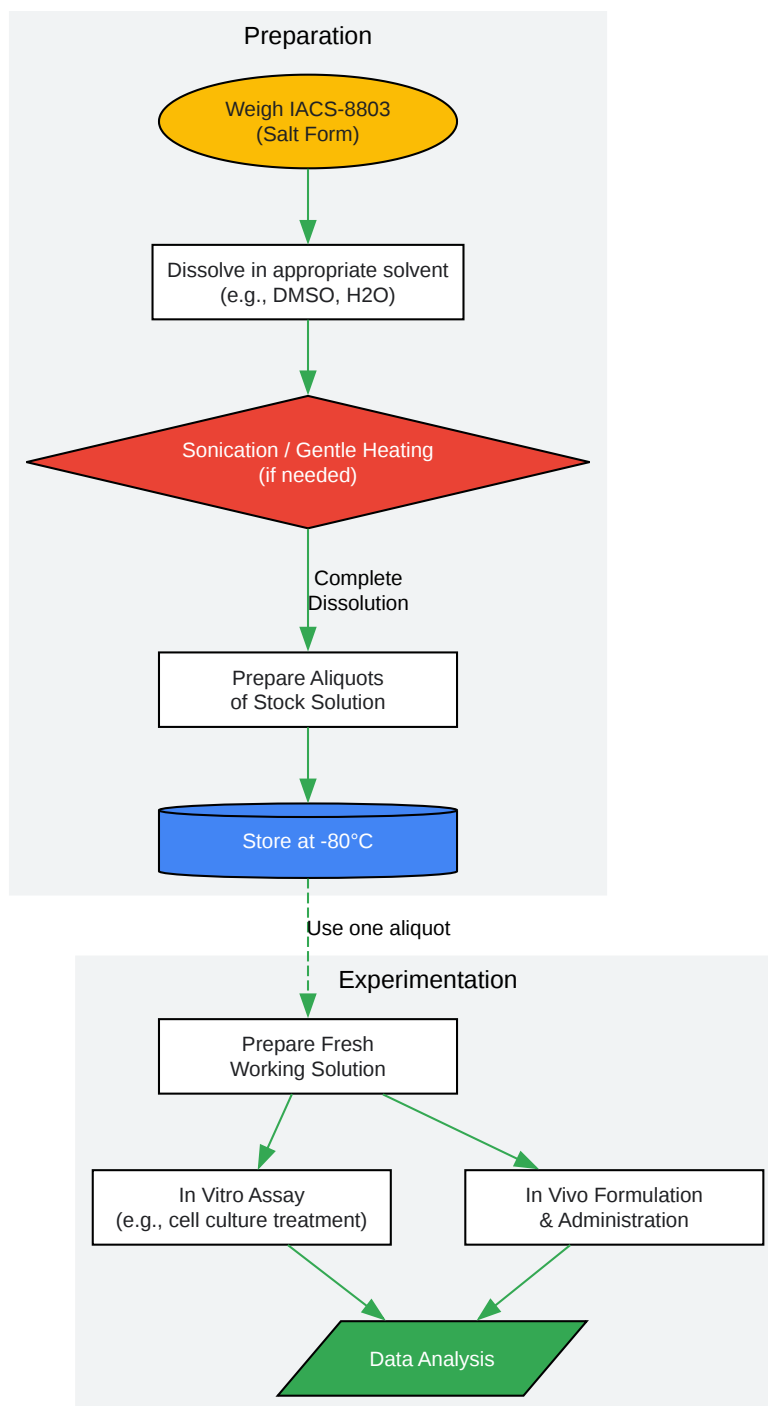 Preparation
Weigh IACS-8803
(Salt Form)
Dissolve in appropriate solvent
(e.g., DMSO, H2O)
Sonication / Gentle Heating
(if needed)
Complete
Dissolution
Prepare Aliquots
of Stock Solution
Store at -80°C
Use one aliquot
Experimentation
Prepare Fresh
Working Solution
In Vitro Assay
(e.g., cell culture treatment)
In Vivo Formulation
& Administration
Data Analysis